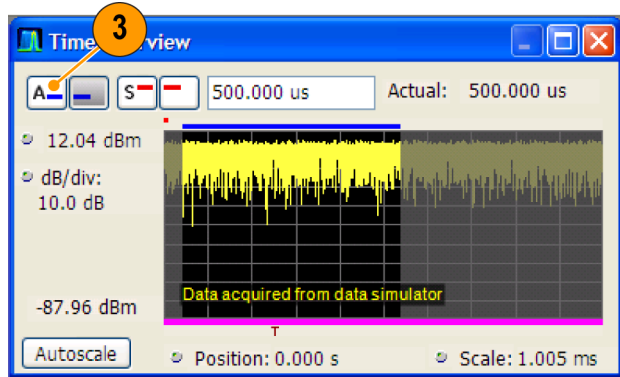 3
Time Overview
A S 500.000 us Actual: 500.000 us
12.04 dBm
dB/div:
10.0 dB
Data acquired from data simulator
-87.96 dBm
T
Autoscale Position: 0.000 s Scale: 1.005 ms